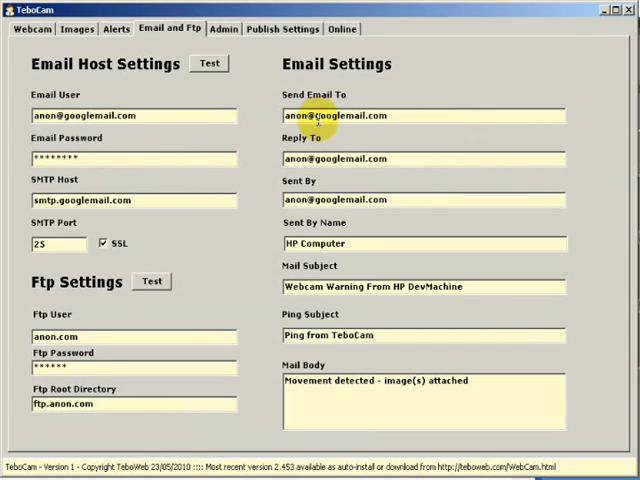 TeboCam
Webcam Images Alerts Email and Ftp Admin Publish Settings Online
Email Host Settings Test
Email User
anon@googlemail.com
Email Password
********
SMTP Host
smtp.googlemail.com
SMTP Port
25 SSL
Ftp Settings Test
Ftp User
anon.com
Ftp Password
******
Ftp Root Directory
ftp.anon.com
Email Settings
Send Email To
anon@googlemail.com
Reply To
anon@googlemail.com
Sent By
anon@googlemail.com
Sent By Name
HP Computer
Mail Subject
Webcam Warning From HP DevMachine
Ping Subject
Ping from TeboCam
Mail Body
Movement detected - image(s) attached
TeboCam - Version 1 - Copyright TeboWeb 23/05/2010 :::: Most recent version 2.453 available as auto-install or download from http://teboweb.com/WebCam.html